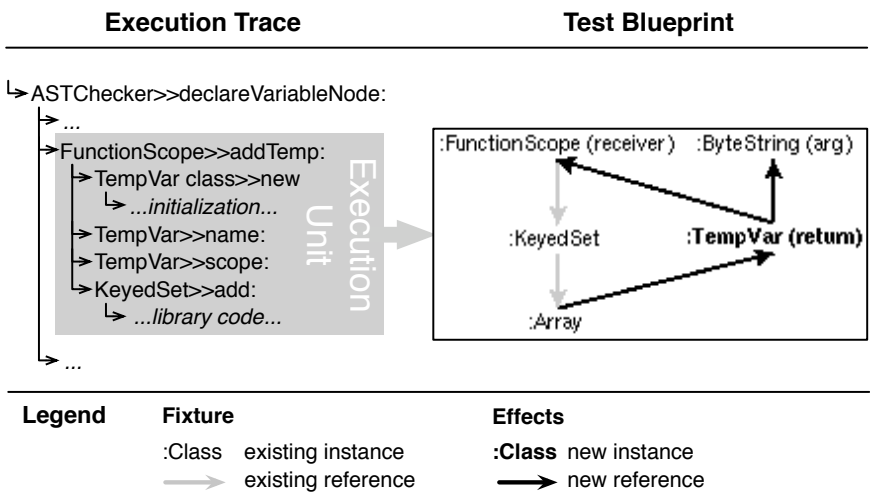 Execution Trace
Test Blueprint
ASTChecker>>declareVariableNode:
...
FunctionScope>>addTemp:
TempVar class>>new
...initialization...
TempVar>>name:
TempVar>>scope:
KeyedSet>>add:
...library code...
...
Execution
Unit
:FunctionScope (receiver) :ByteString (arg)
:KeyedSet :TempVar (return)
:Array
Legend Fixture Effects
:Class existing instance :Class new instance
existing reference new reference